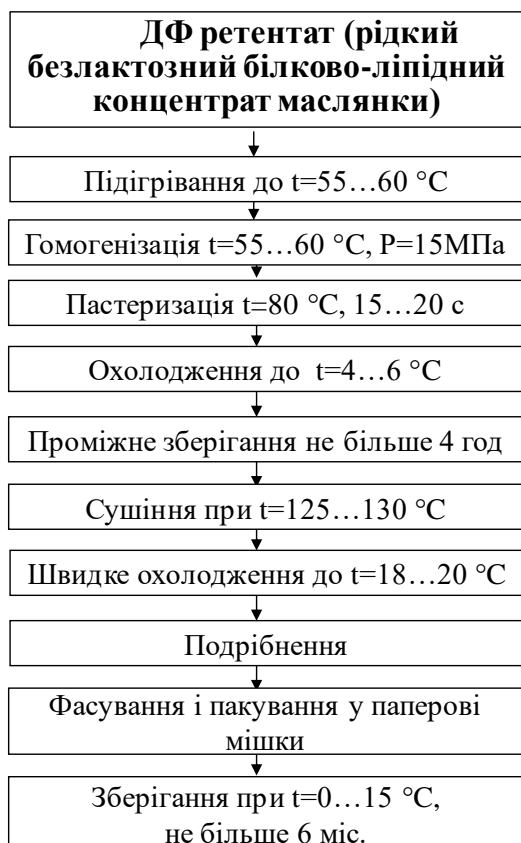 ДФ ретентат (рідкий
безлактозний білково-ліпідний
концентрат маслянки)
Підігрівання до t=55…60 °C
Гомогенізація t=55…60 °C, P=15МПа
Пастеризація t=80 °C, 15…20 с
Охолодження до t=4…6 °C
Проміжне зберігання не більше 4 год
Сушіння при t=125…130 °C
Швидке охолодження до t=18…20 °C
Подрібнення
Фасування і пакування у паперові
мішки
Зберігання при t=0…15 °C,
не більше 6 міс.